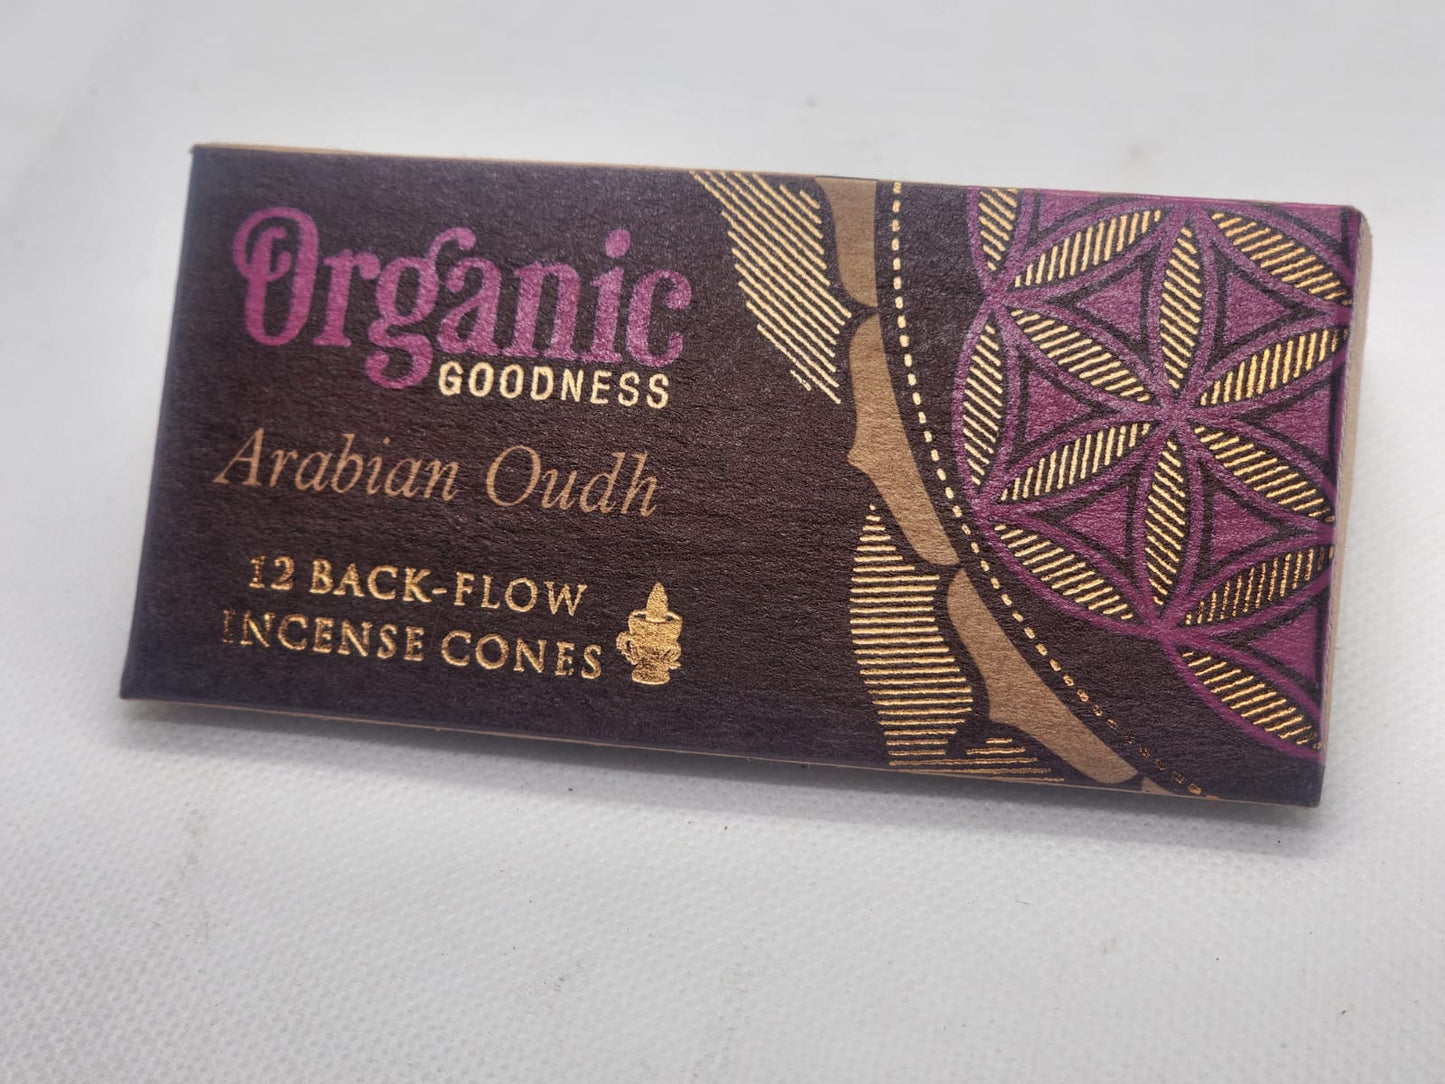 Organic
GOODNESS
Arabian Oudh
12 BACK-FLOW
INCENSE CONES